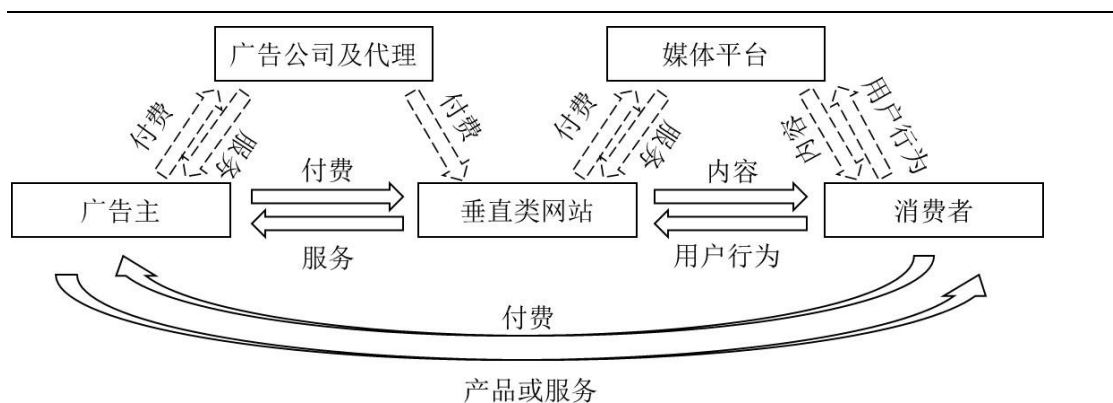 广告公司及代理
媒体平台
付费
服务
付费
付费
服务
内容
用户行为
广告主
付费
服务
垂直类网站
内容
用户行为
消费者
付费
产品或服务